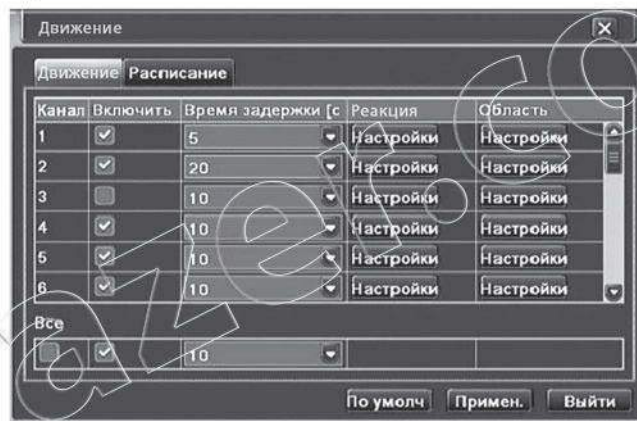 Движение
Движение Расписание
Канал Включить Время задержки [с Реакция Область
1 5 Настройки Настройки
2 20 Настройки Настройки
3 10 Настройки Настройки
4 10 Настройки Настройки
5 10 Настройки Настройки
6 10 Настройки Настройки
Все
10
По умолч Примен. Выйти
azer.co